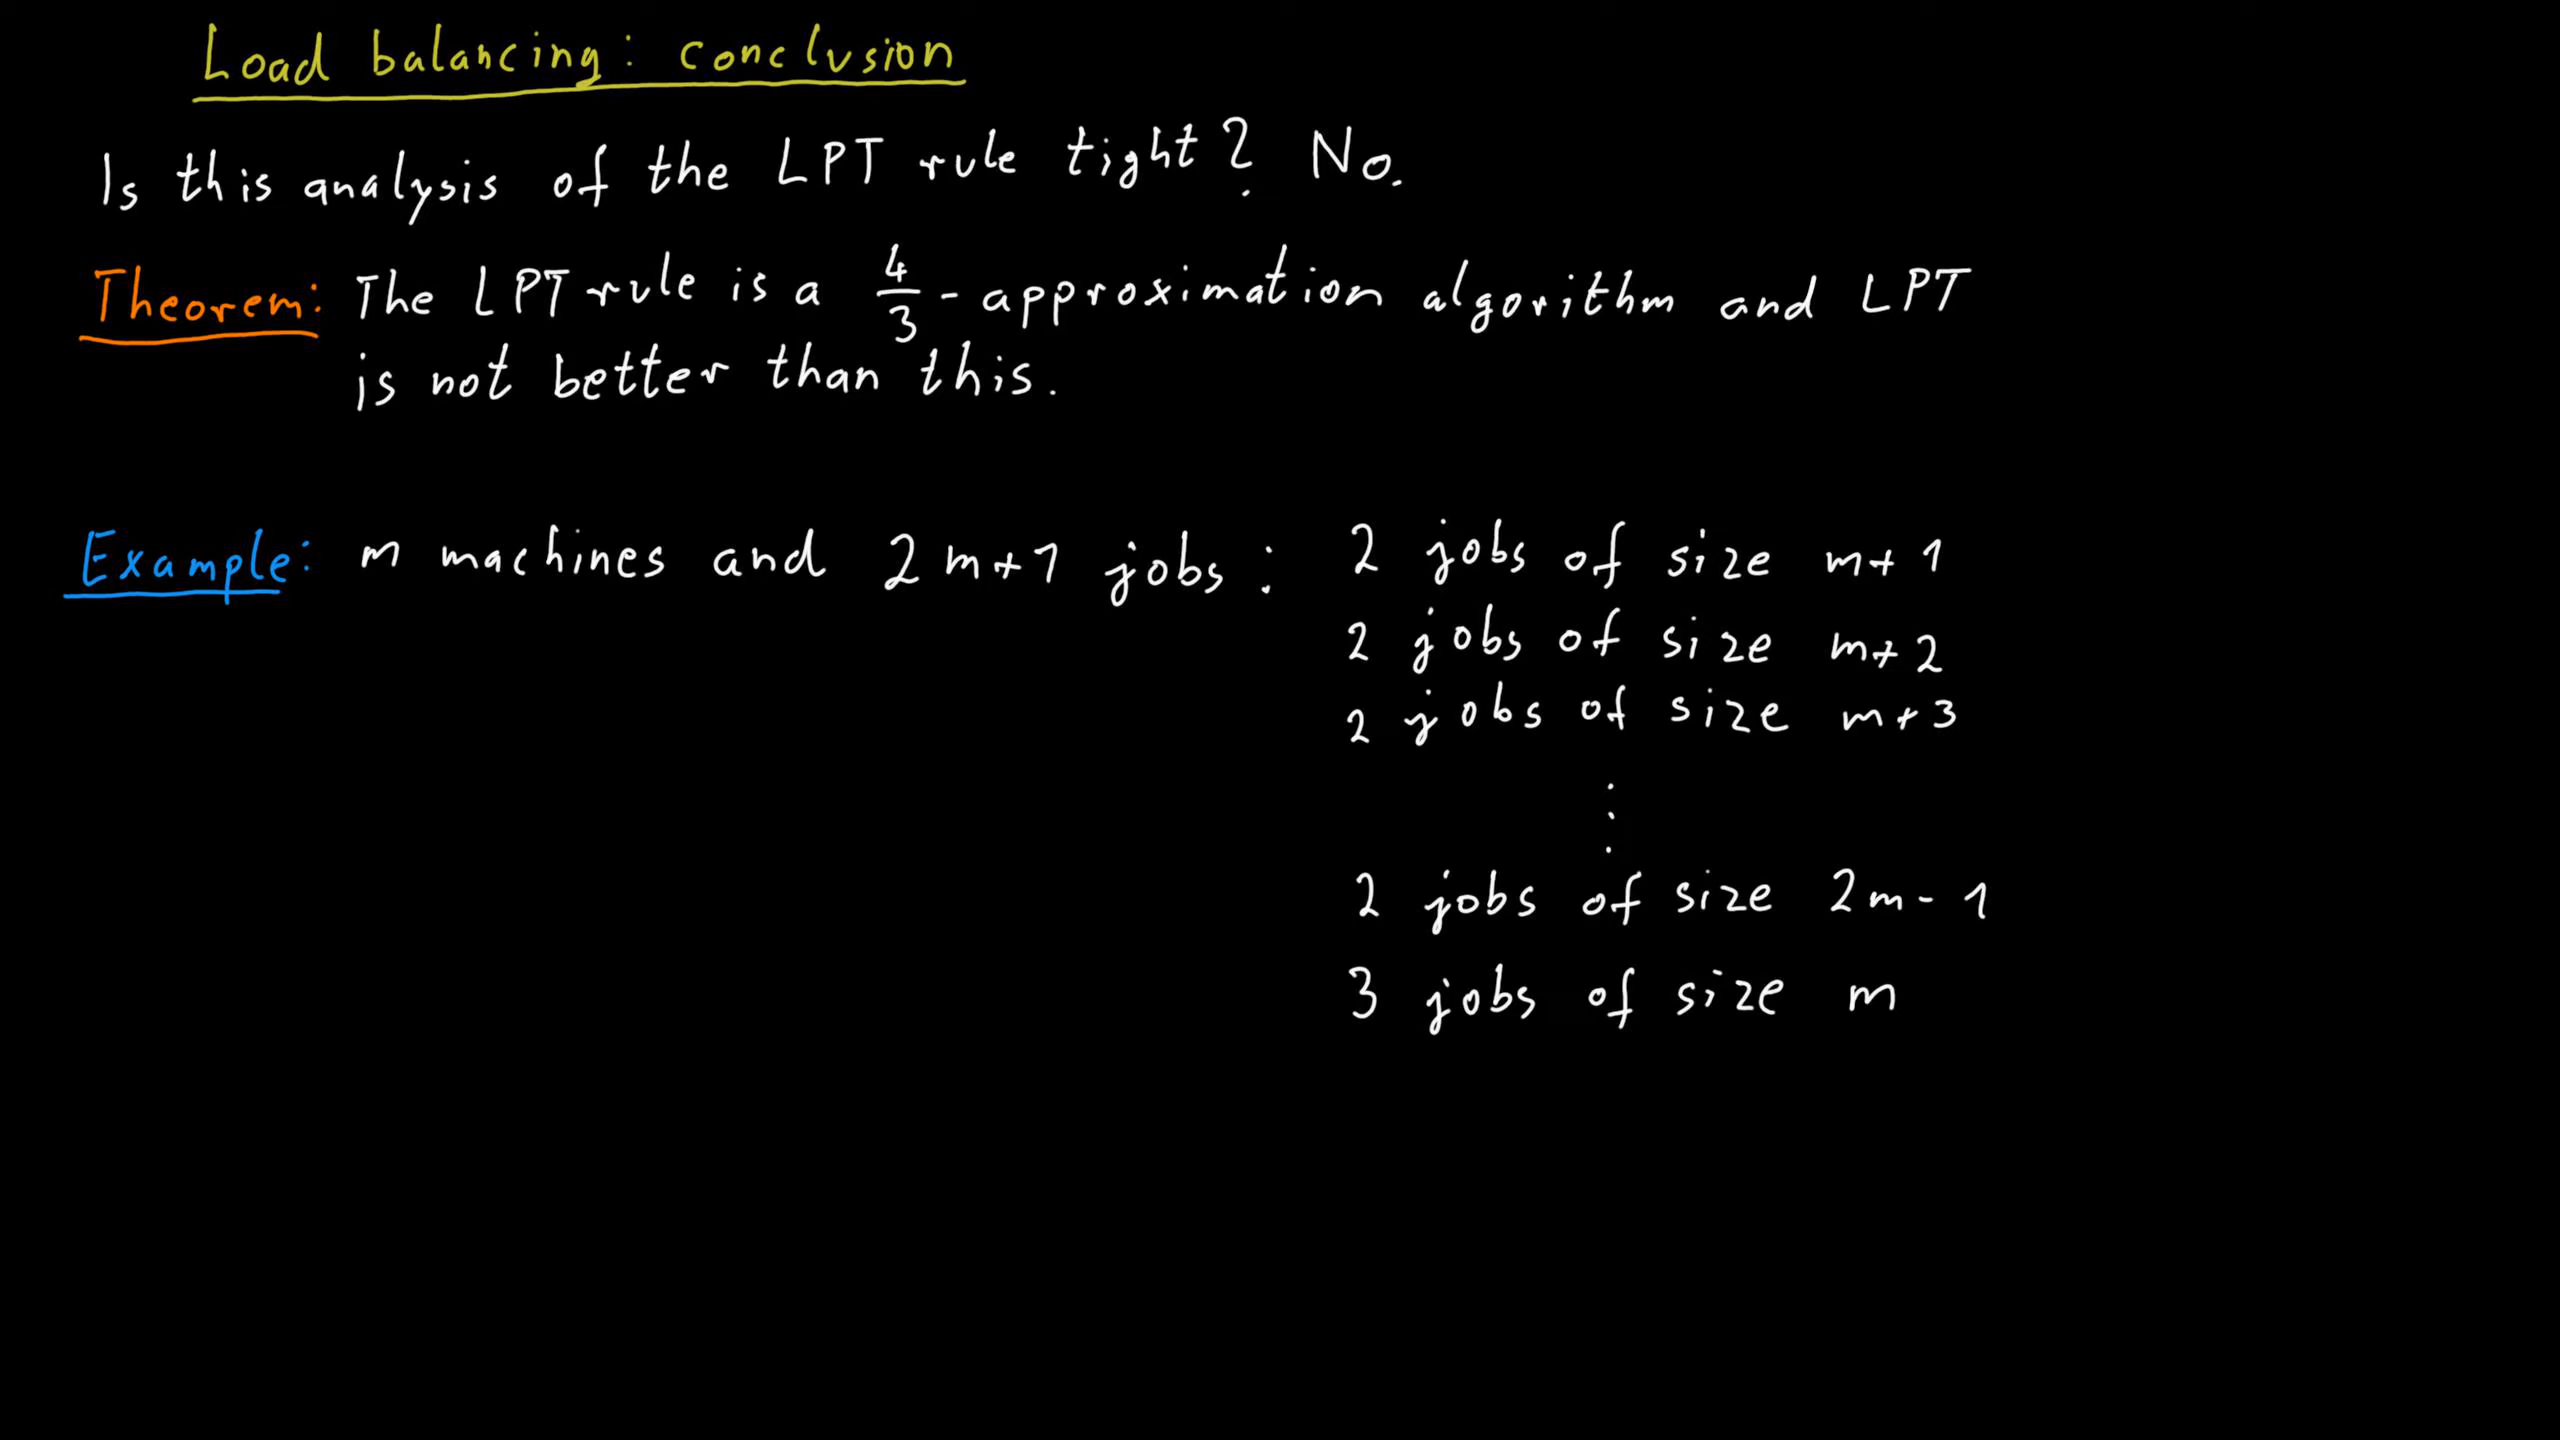 Load balancing: conclusion
Is this analysis of the LPT rule tight? No.
Theorem: The LPT rule is a 4/3 - approximation algorithm and LPT
is not better than this.
Example: m machines and 2m+1 jobs: 2 jobs of size m+1
2 jobs of size m+2
2 jobs of size m+3
⋮
2 jobs of size 2m-1
3 jobs of size m